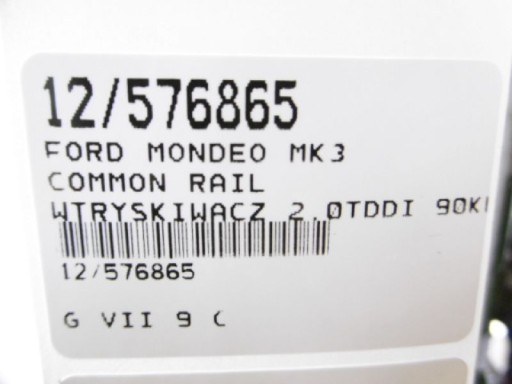 12/576865
FORD MONDEO MK3
COMMON RAIL
WTRYSKIWACZ 2.0TDDI 90K
12/576865
G VII 9 C